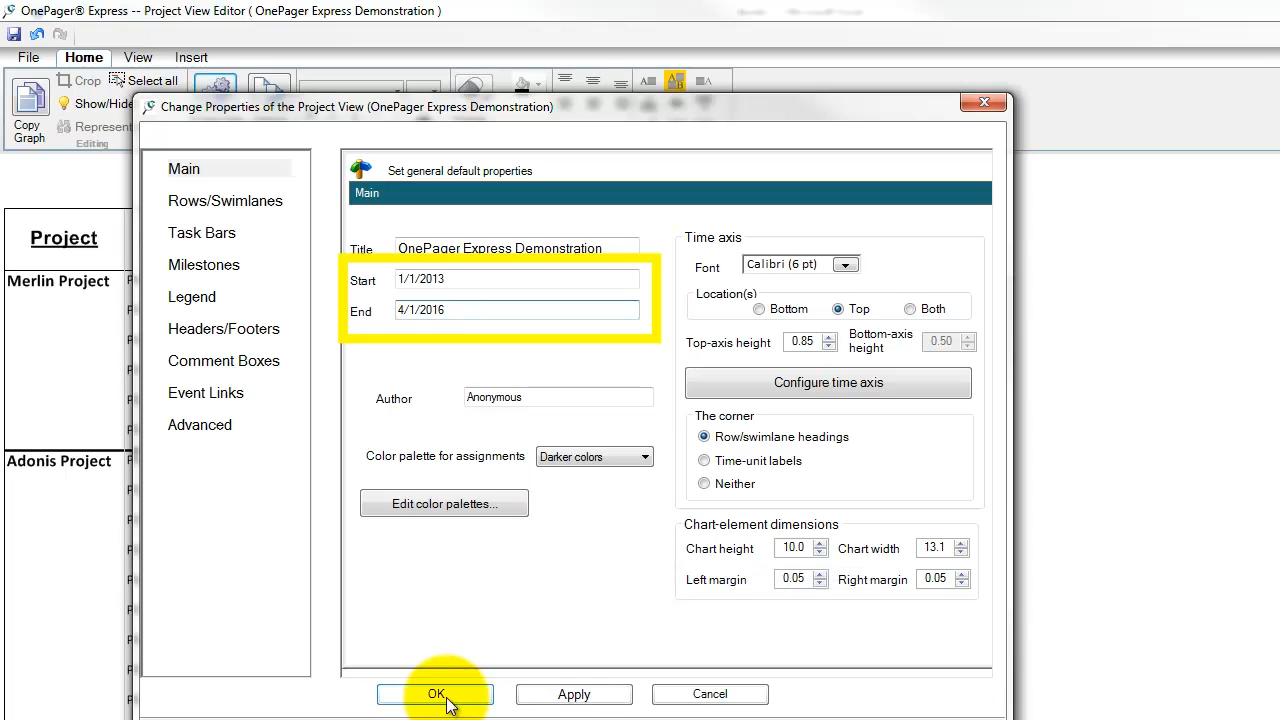 OnePager® Express -- Project View Editor ( OnePager Express Demonstration )
File Home View Insert
Copy Graph
Crop
Select all
Show/Hide
Represent
Editing
Change Properties of the Project View (OnePager Express Demonstration)
Project
Merlin Project
Adonis Project
Main
Rows/Swimlanes
Task Bars
Milestones
Legend
Headers/Footers
Comment Boxes
Event Links
Advanced
Set general default properties
Main
Title OnePager Express Demonstration
Start 1/1/2013
End 4/1/2016
Author Anonymous
Color palette for assignments Darker colors
Edit color palettes...
Time axis
Font Calibri (6 pt)
Location(s)
Bottom Top Both
Top-axis height 0.85 Bottom-axis height 0.50
Configure time axis
The corner
Row/swimlane headings
Time-unit labels
Neither
Chart-element dimensions
Chart height 10.0 Chart width 13.1
Left margin 0.05 Right margin 0.05
OK Apply Cancel